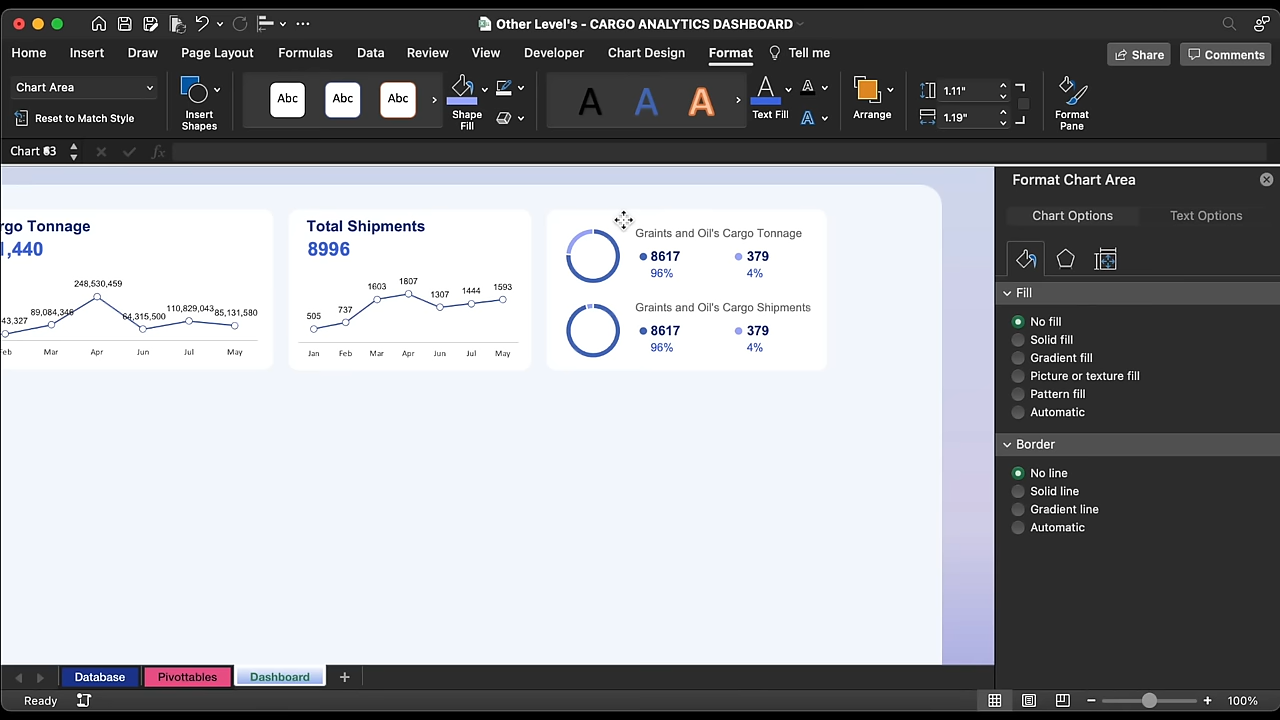 Other Level's - CARGO ANALYTICS DASHBOARD
Home Insert Draw Page Layout Formulas Data Review View Developer Chart Design Format Tell me
Share Comments
Chart Area
Reset to Match Style
Insert Shapes
Abc Abc Abc
Shape Fill
A A A
Text Fill
Arrange
1.11"
1.19"
Format Pane
fx
rgo Tonnage
1,440
43,327
89,084,346
248,530,459
64,315,500
110,829,043
85,131,580
Feb Mar Apr Jun Jul May
Total Shipments
8996
505 737 1603 1807 1307 1444 1593
Jan Feb Mar Apr Jun Jul May
Graints and Oil's Cargo Tonnage
8617 379
96% 4%
Graints and Oil's Cargo Shipments
8617 379
96% 4%
Format Chart Area
Chart Options Text Options
Fill
No fill
Solid fill
Gradient fill
Picture or texture fill
Pattern fill
Automatic
Border
No line
Solid line
Gradient line
Automatic
Database Pivottables Dashboard
Ready
100%